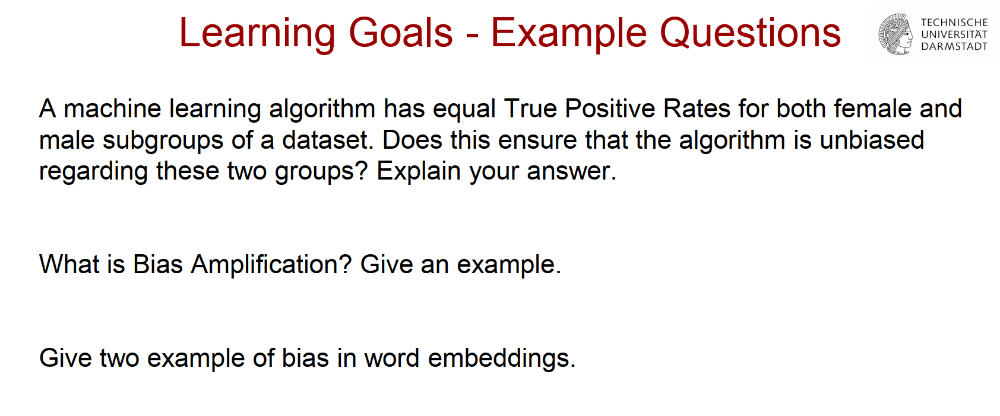 Learning Goals - Example Questions
TECHNISCHE
UNIVERSITÄT
DARMSTADT
A machine learning algorithm has equal True Positive Rates for both female and
male subgroups of a dataset. Does this ensure that the algorithm is unbiased
regarding these two groups? Explain your answer.
What is Bias Amplification? Give an example.
Give two example of bias in word embeddings.